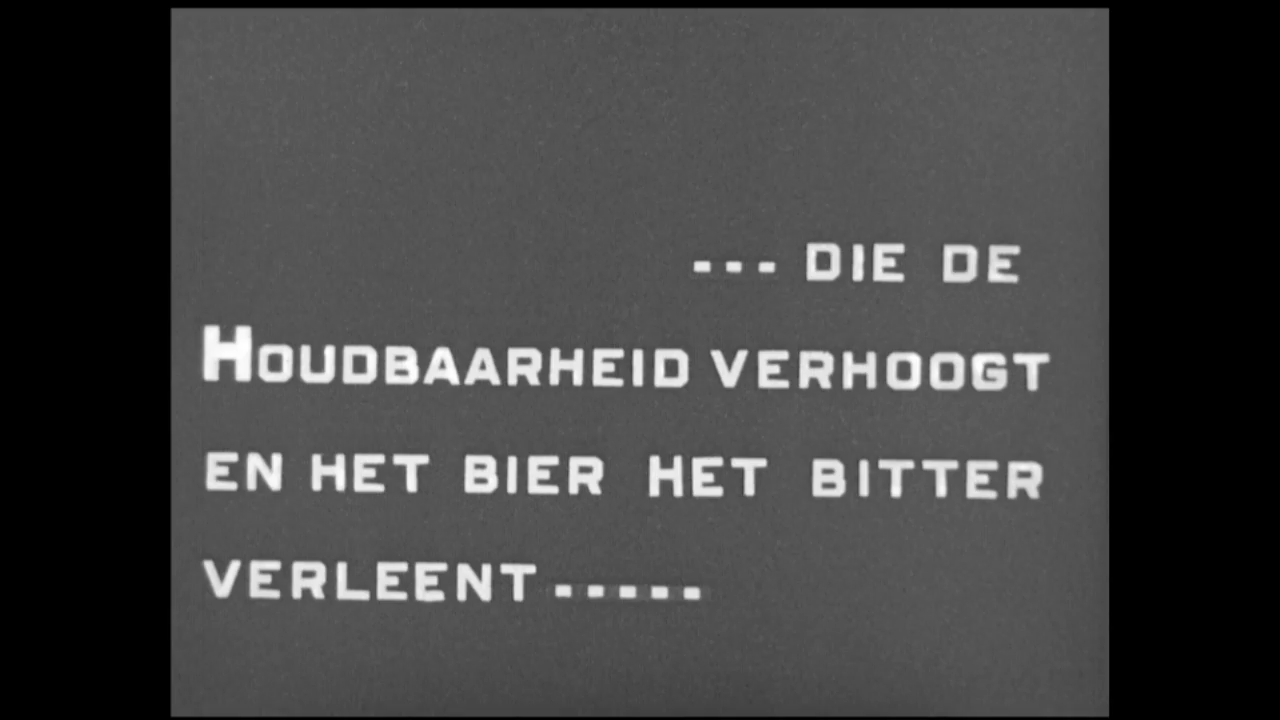 --- DIE DE
HOUDBAARHEID VERHOOGT
EN HET BIER HET BITTER
VERLEENT -----